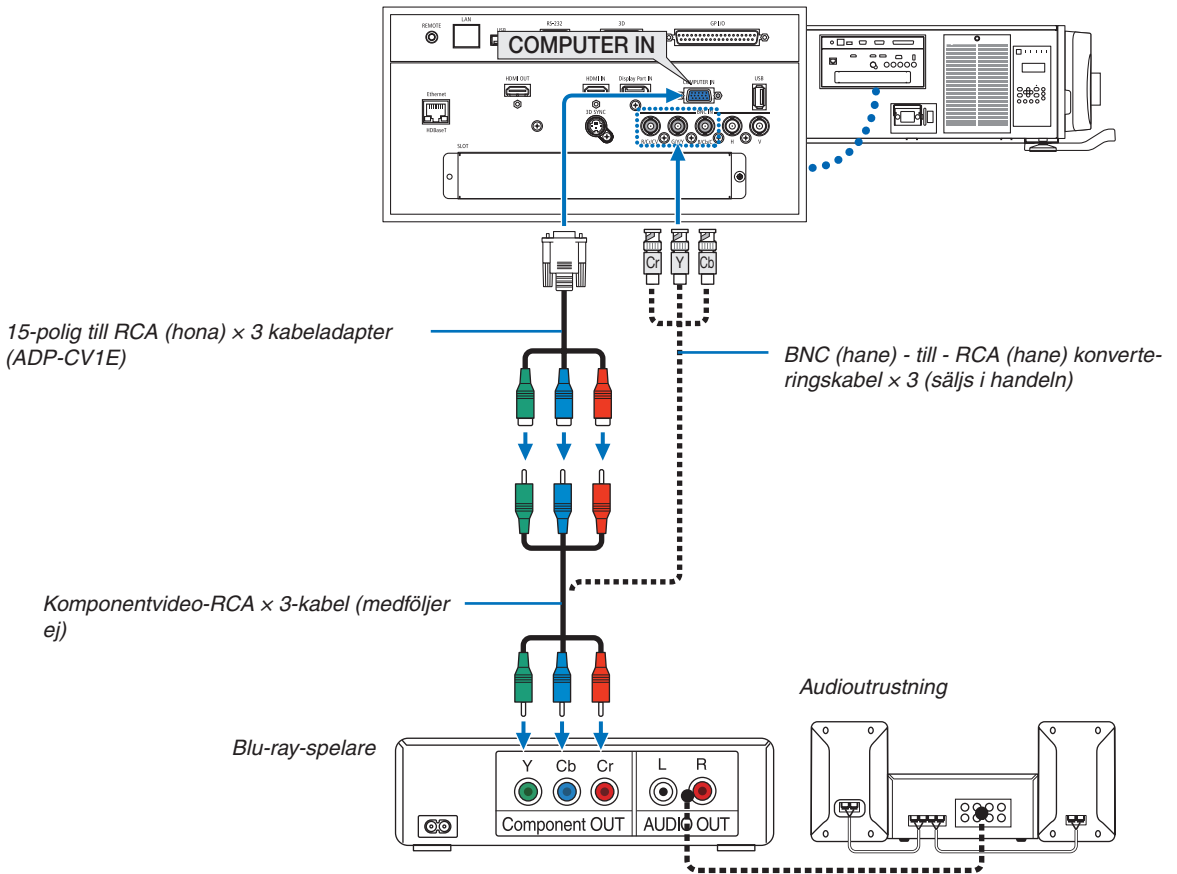 REMOTE
LAN
RS-232
3D
GP I/O
COMPUTER IN
Ethernet
HDMI OUT
HDMI IN
Display Port IN
COMPUTER IN
USB
HDBaseT
3D SYNC
H
V
SLOT
Cr
Y
Cb
15-polig till RCA (hona) × 3 kabeladapter
(ADP-CV1E)
BNC (hane) - till - RCA (hane) konverte-
ringskabel × 3 (säljs i handeln)
Komponentvideo-RCA × 3-kabel (medföljer
ej)
Audioutrustning
Blu-ray-spelare
Y
Cb
Cr
L
R
Component OUT
AUDIO OUT